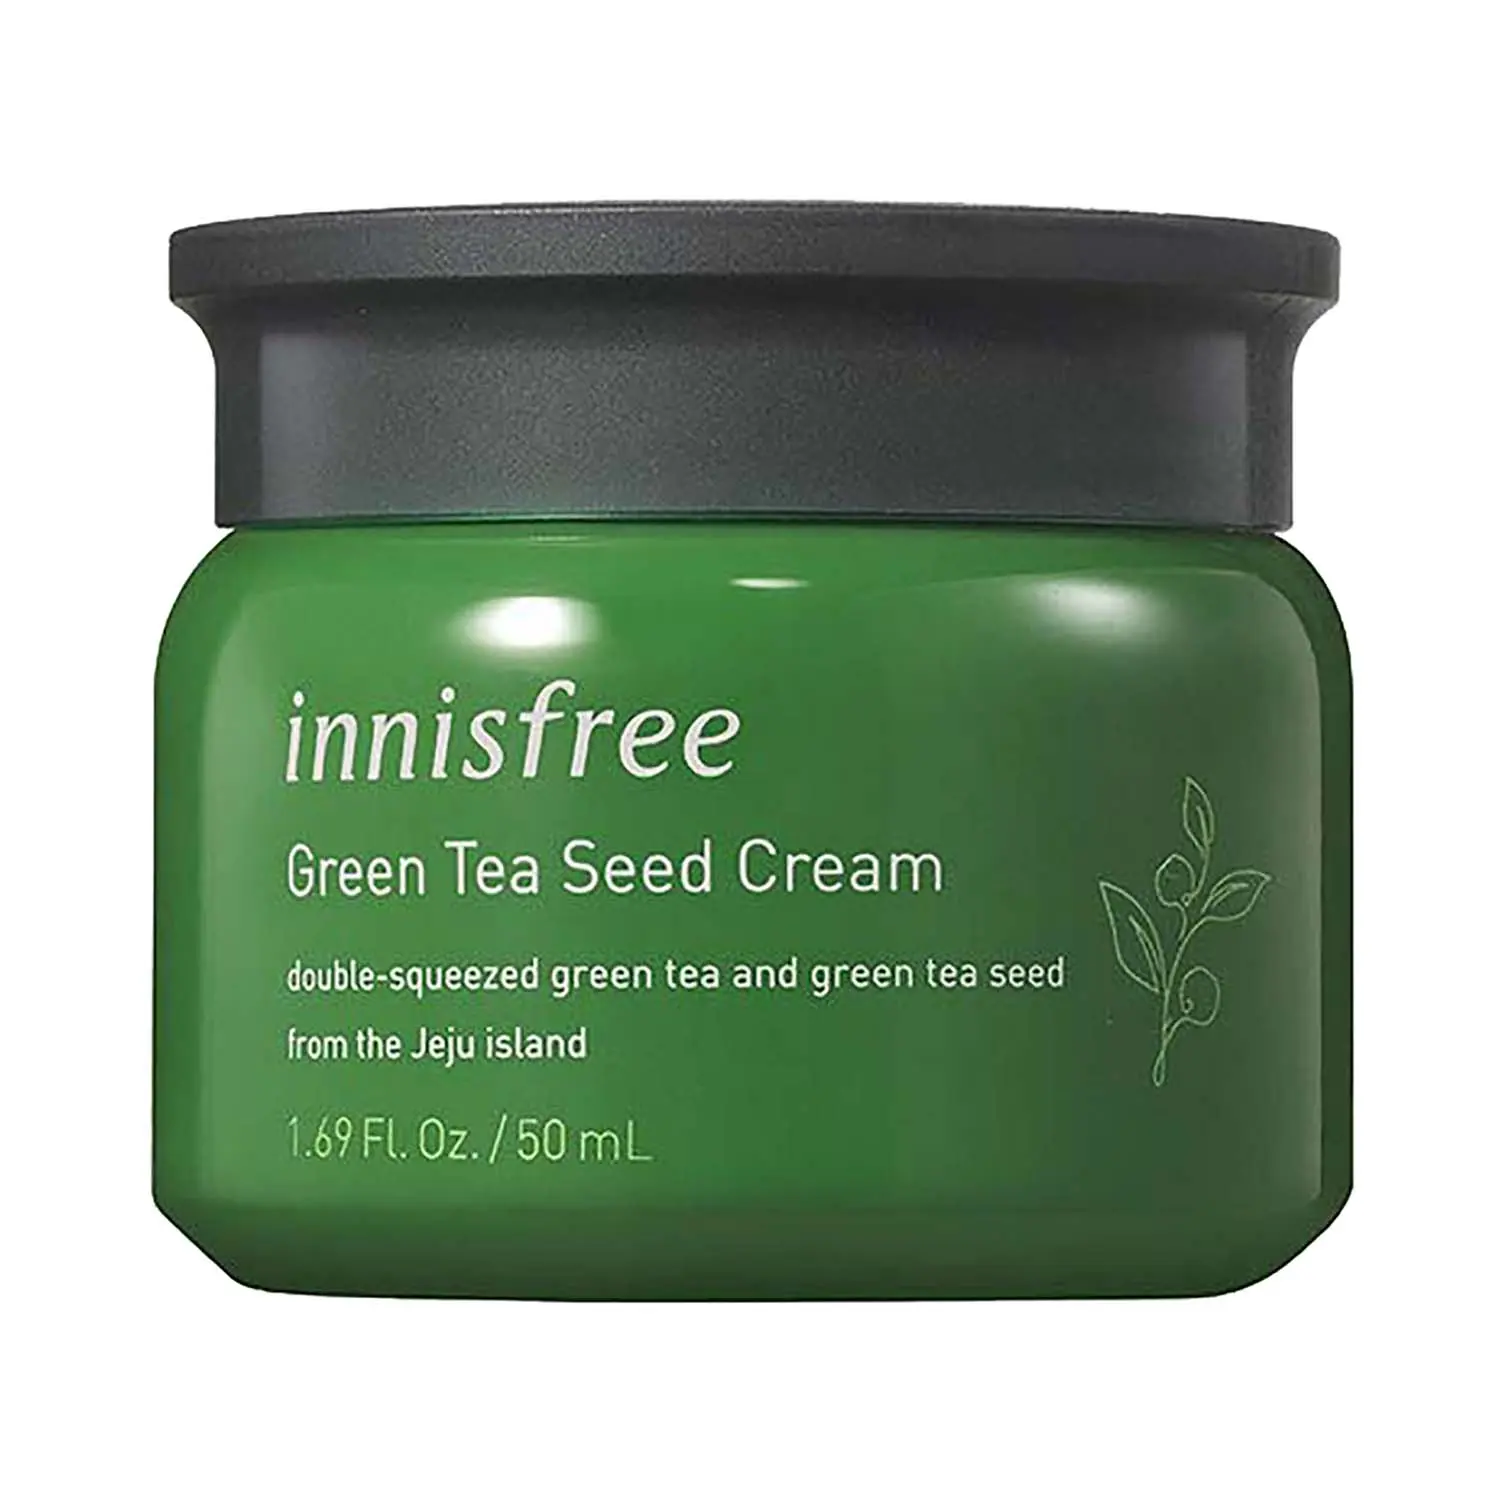 innisfree
Green Tea Seed Cream
double-squeezed green tea and green tea seed
from the Jeju island
1.69 Fl. Oz. / 50 mL